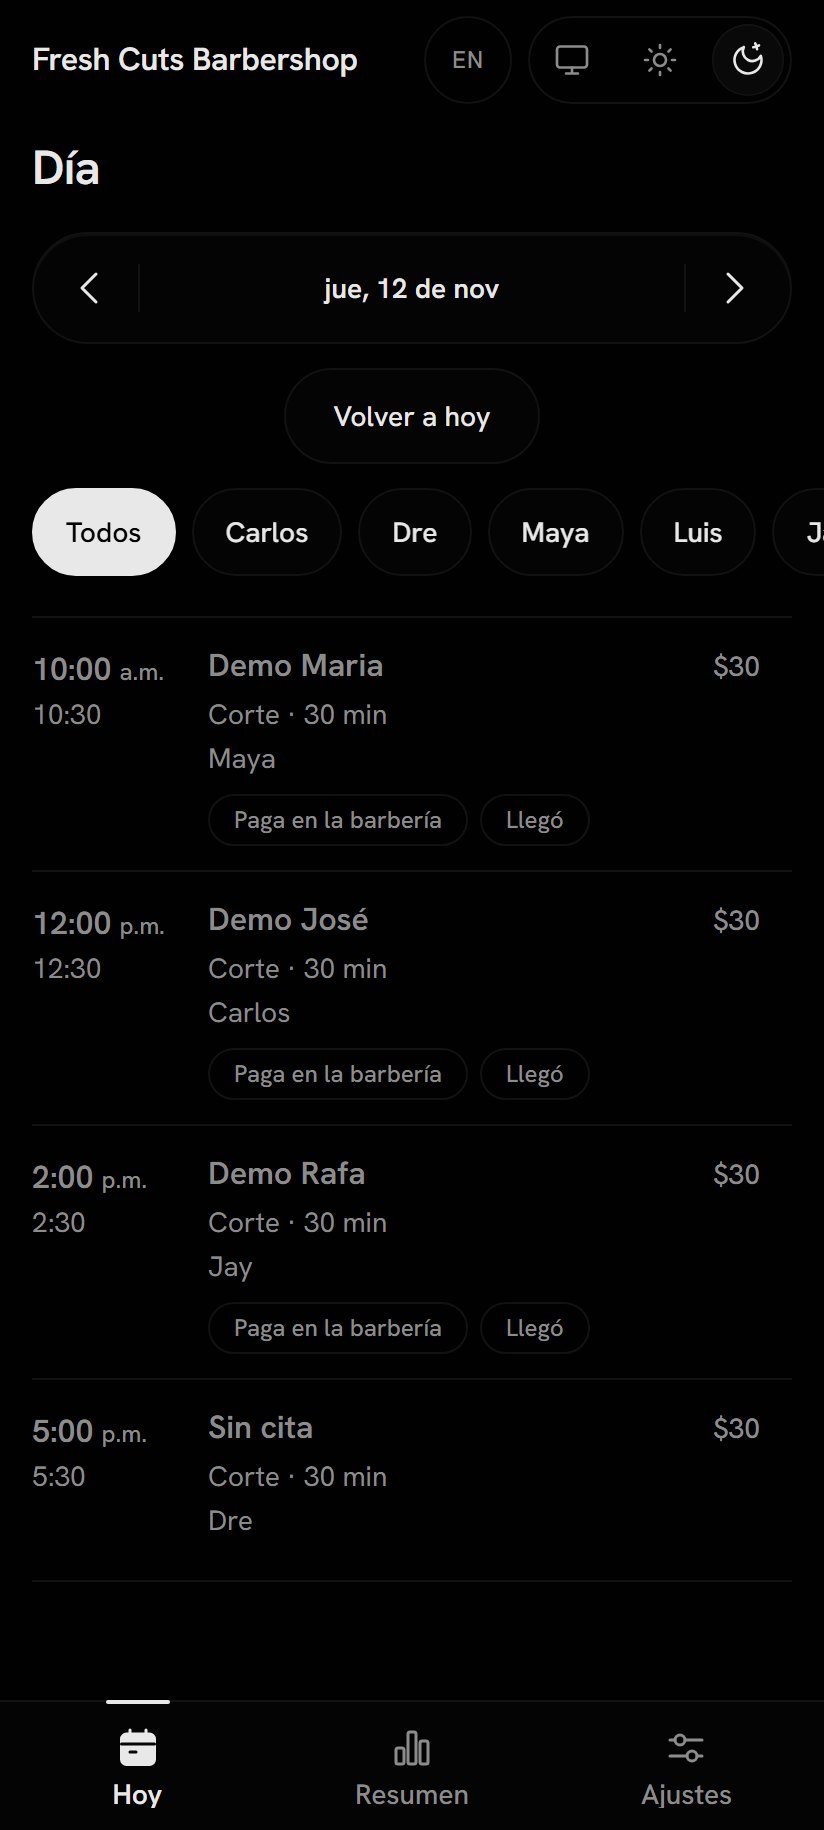 Fresh Cuts Barbershop
EN
Día
jue, 12 de nov
Volver a hoy
Todos Carlos Dre Maya Luis
10:00 a.m. Demo Maria $30
10:30 Corte · 30 min
Maya
Paga en la barbería Llegó
12:00 p.m. Demo José $30
12:30 Corte · 30 min
Carlos
Paga en la barbería Llegó
2:00 p.m. Demo Rafa $30
2:30 Corte · 30 min
Jay
Paga en la barbería Llegó
5:00 p.m. Sin cita $30
5:30 Corte · 30 min
Dre
Hoy Resumen Ajustes